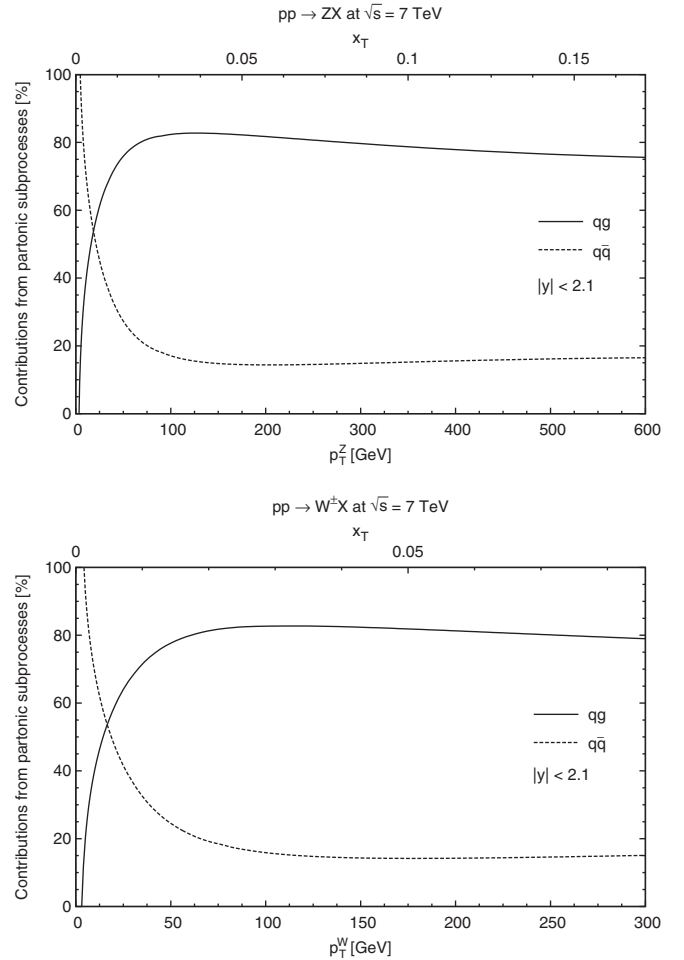 pp → ZX at √s = 7 TeV
x_T
0 0.05 0.1 0.15
Contributions from partonic subprocesses [%]
100
80
60
40
20
0
qg
qq̄
|y| < 2.1
0 100 200 300 400 500 600
p_T^Z [GeV]
pp → W±X at √s = 7 TeV
x_T
0 0.05
Contributions from partonic subprocesses [%]
100
80
60
40
20
0
qg
qq̄
|y| < 2.1
0 50 100 150 200 250 300
p_T^W [GeV]